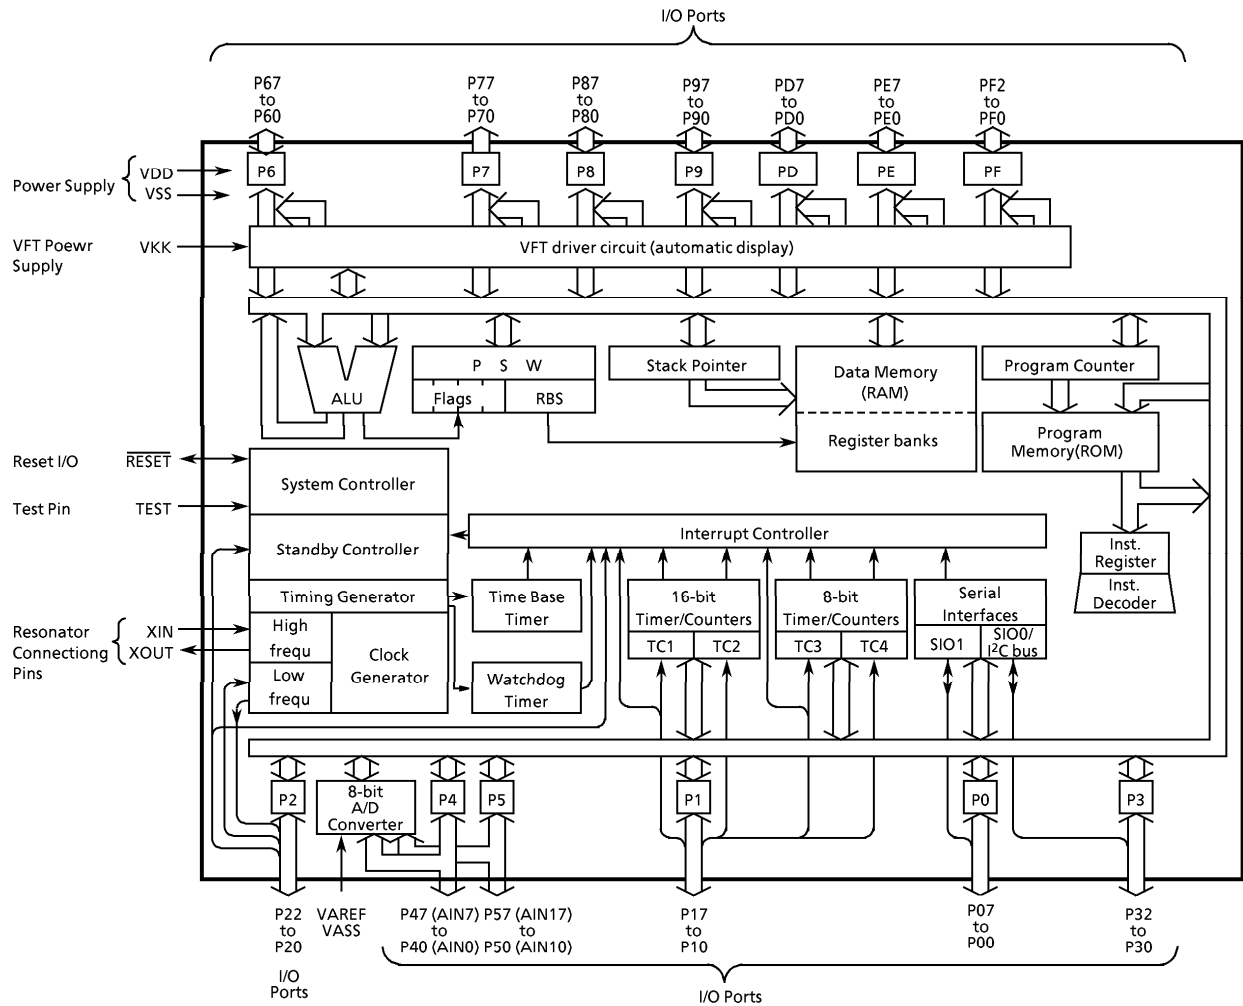 I/O Ports
P67 P77 P87 P97 PD7 PE7 PF2
to to to to to to to
P60 P70 P80 P90 PD0 PE0 PF0
Power Supply
VDD
VSS
P6 P7 P8 P9 PD PE PF
VFT Poewr
Supply
VKK
VFT driver circuit (automatic display)
ALU
P S W
Flags RBS
Stack Pointer
Data Memory
(RAM)
Register banks
Program Counter
Program
Memory(ROM)
Reset I/O RESET
Test Pin TEST
System Controller
Standby Controller
Interrupt Controller
Inst.
Register
Inst.
Decoder
Timing Generator
Time Base
Timer
16-bit
Timer/Counters
TC1 TC2
8-bit
Timer/Counters
TC3 TC4
Serial
Interfaces
SIO1
SIO0/
I²C bus
Resonator
Connectiong
Pins
XIN
XOUT
High
frequ
Low
frequ
Clock
Generator
Watchdog
Timer
P2
8-bit
A/D
Converter
P4 P5 P1 P0 P3
P22
to
P20
I/O
Ports
VAREF
VASS
P47 (AIN7)
to
P40 (AIN0)
P57 (AIN17)
to
P50 (AIN10)
P17
to
P10
P07
to
P00
P32
to
P30
I/O Ports